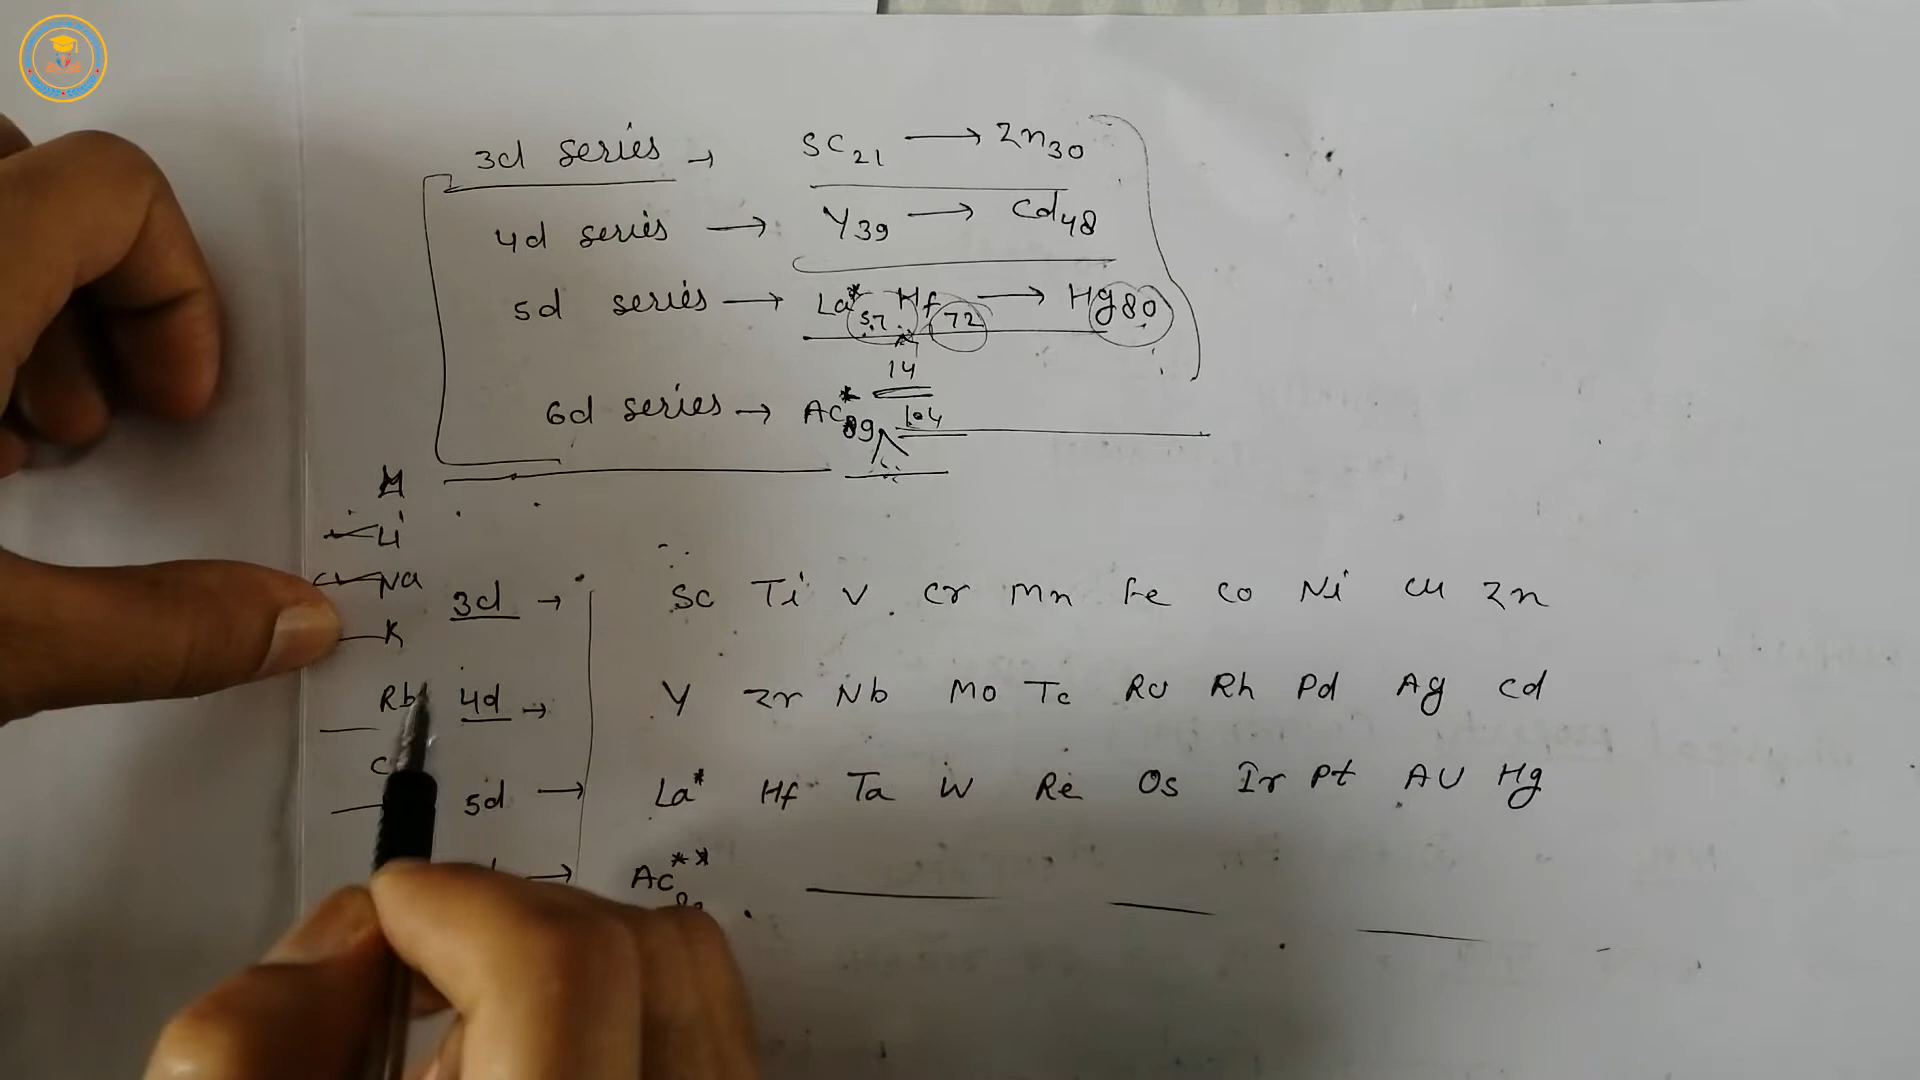 3d series → Sc21 → Zn30
4d series → Y39 → Cd48
5d series → La*57 Hf72 → Hg80
14
6d series → Ac*89 104
H
Li
Na
K
Rb
3d → Sc Ti V Cr Mn Fe Co Ni Cu Zn
4d → Y Zr Nb Mo Tc Ru Rh Pd Ag Cd
5d → La* Hf Ta W Re Os Ir Pt AU Hg
→ Ac**